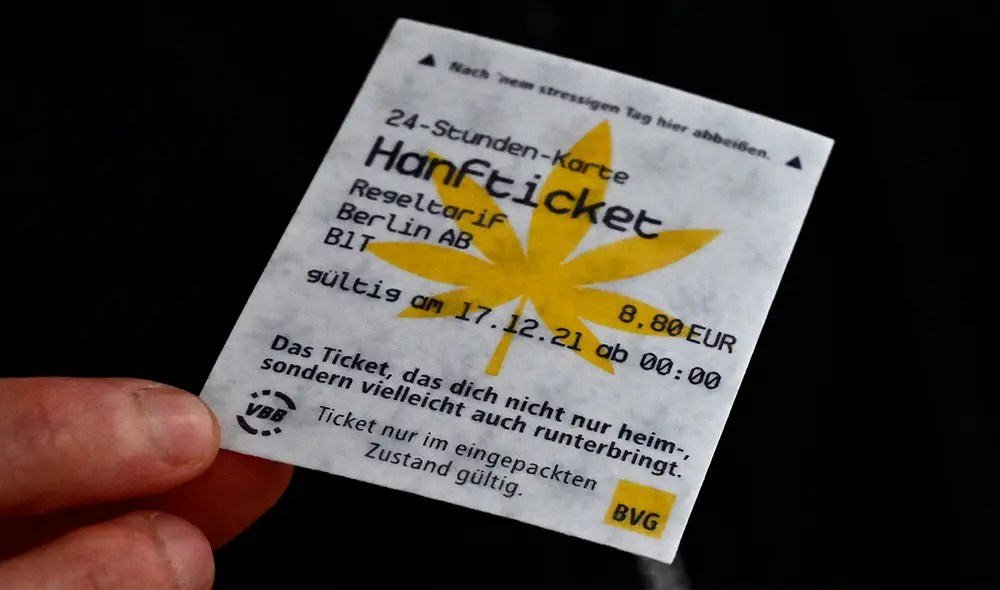 ▲ Nach 'nem stressigen Tag hier abbeißen. ▲
24-Stunden-Karte
Hanfticket
Regeltarif
Berlin AB
B1T
8,80 EUR
gültig am 17.12.21 ab 00:00
Das Ticket, das dich nicht nur heim-,
sondern vielleicht auch runterbringt.
VBB
Ticket nur im eingepackten
Zustand gültig.
BVG